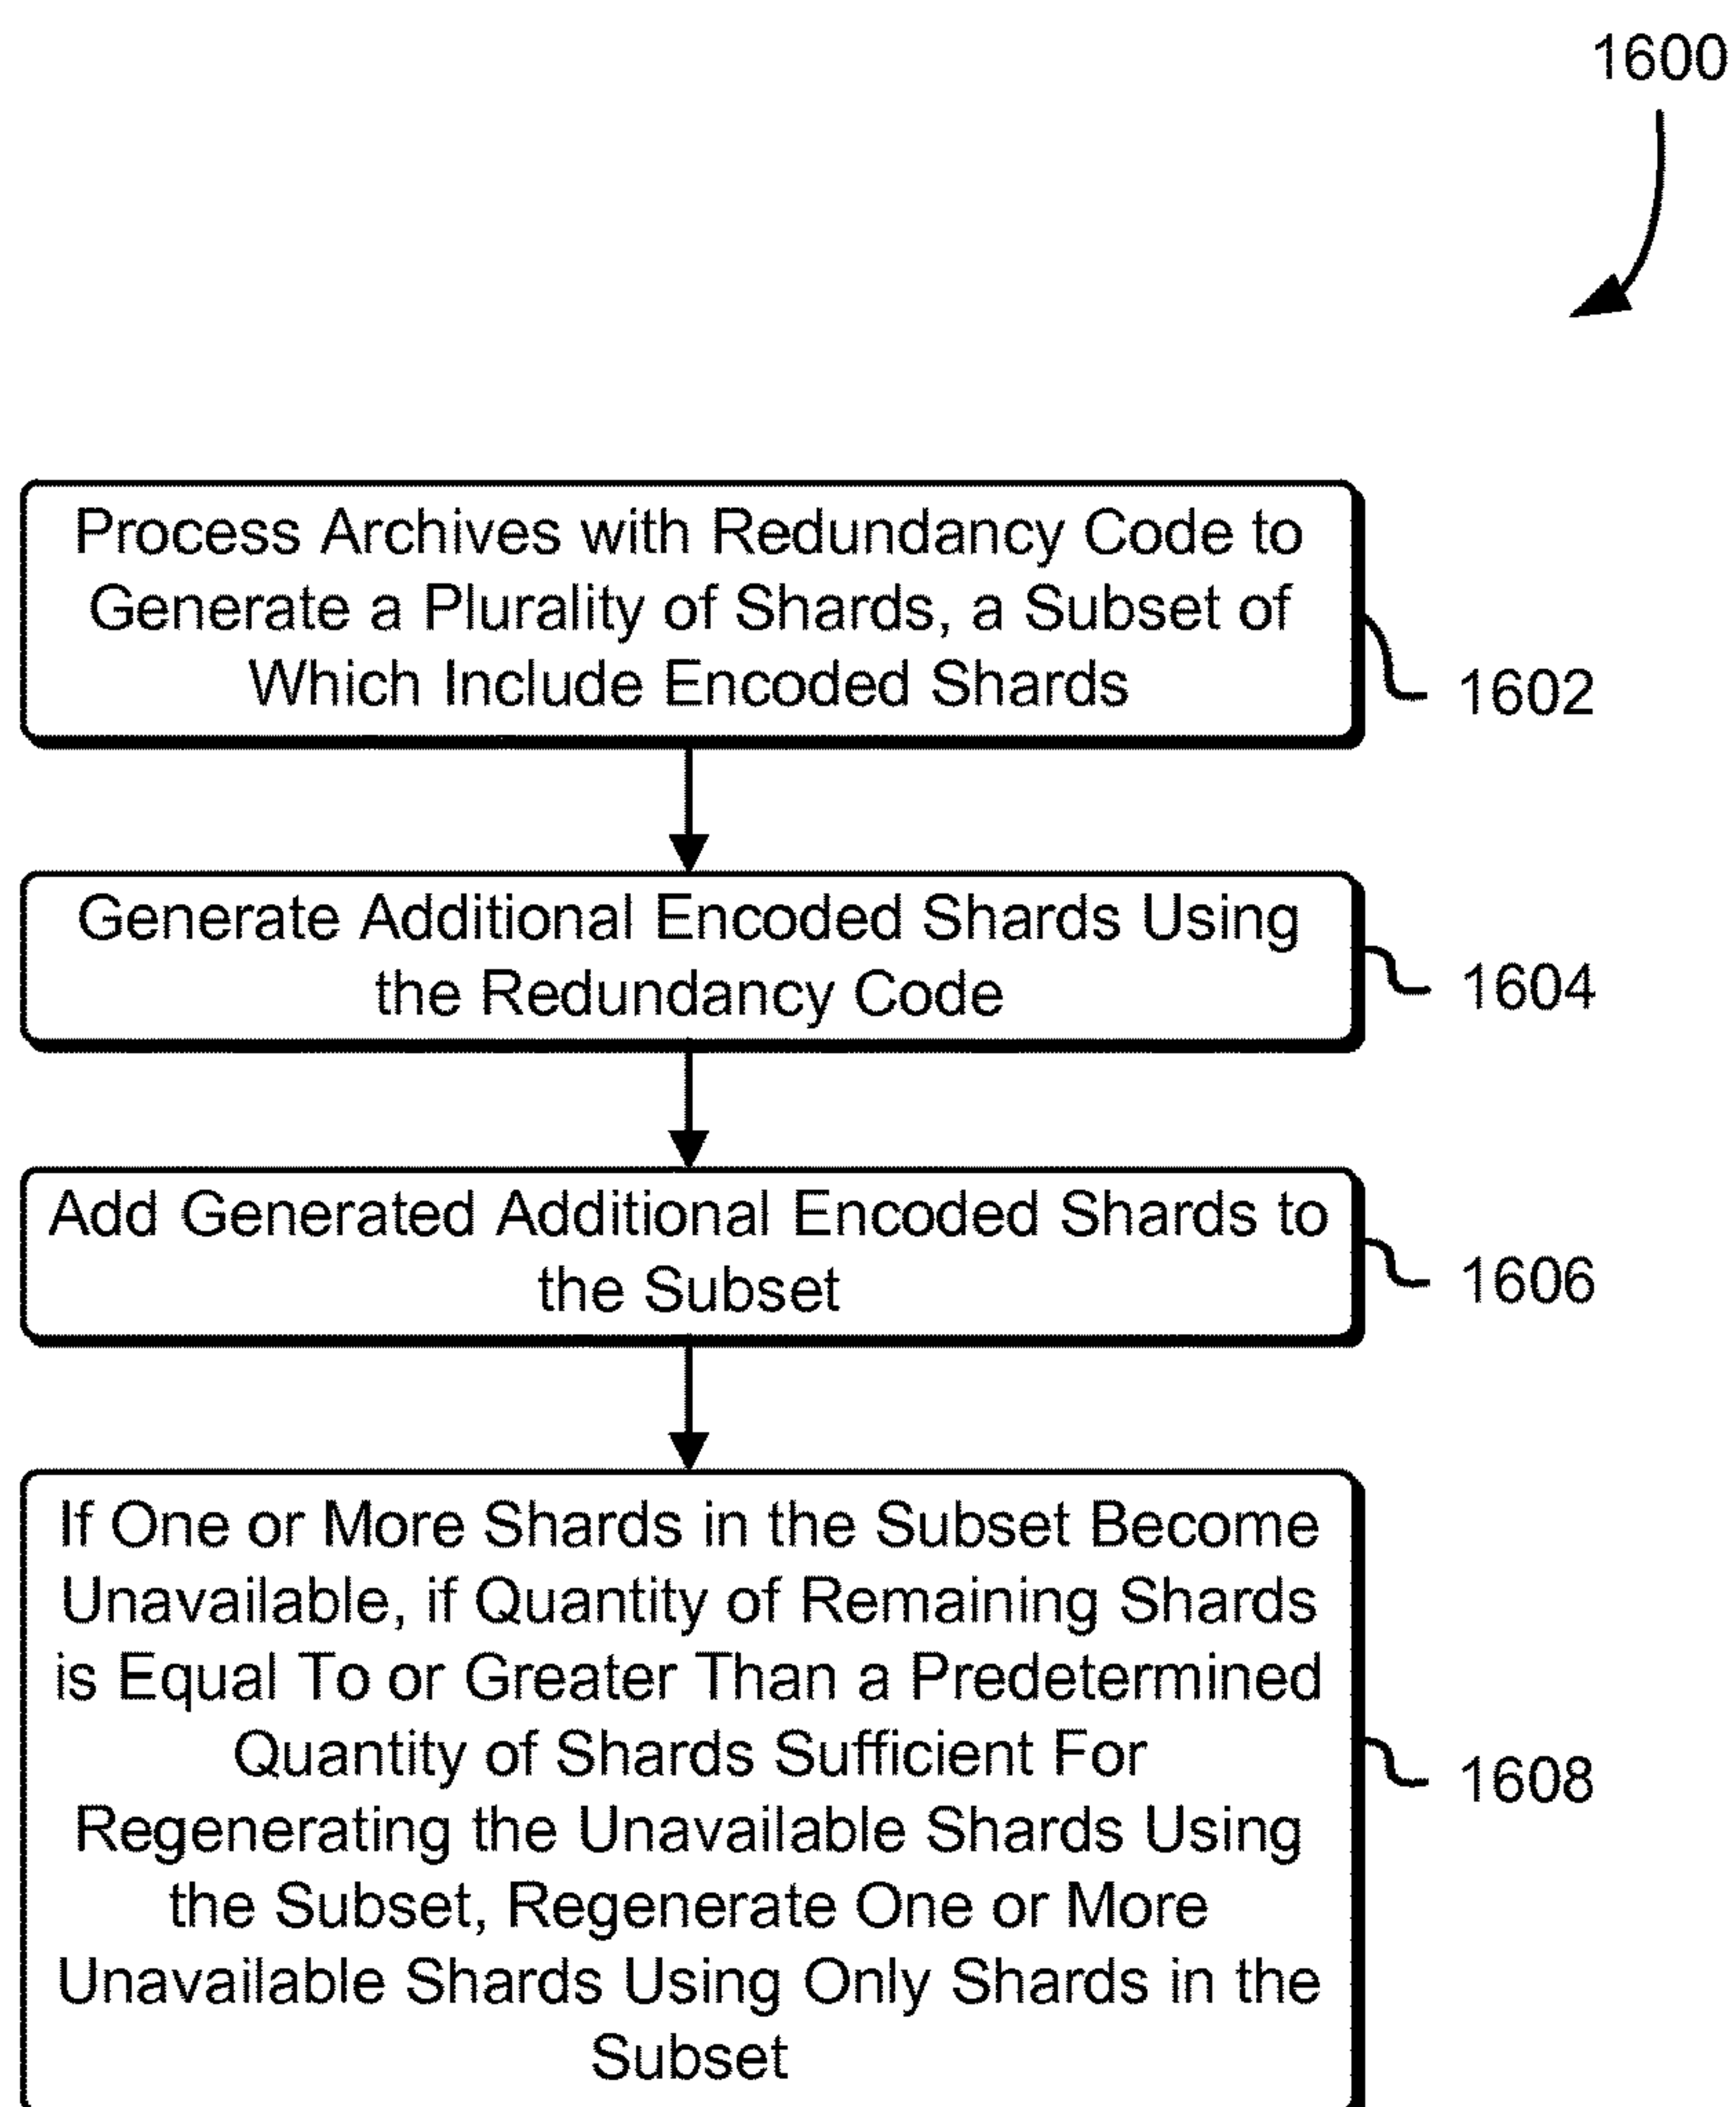 1600
Process Archives with Redundancy Code to
Generate a Plurality of Shards, a Subset of
Which Include Encoded Shards
1602
Generate Additional Encoded Shards Using
the Redundancy Code
1604
Add Generated Additional Encoded Shards to
the Subset
1606
If One or More Shards in the Subset Become
Unavailable, if Quantity of Remaining Shards
is Equal To or Greater Than a Predetermined
Quantity of Shards Sufficient For
Regenerating the Unavailable Shards Using
the Subset, Regenerate One or More
Unavailable Shards Using Only Shards in the
Subset
1608